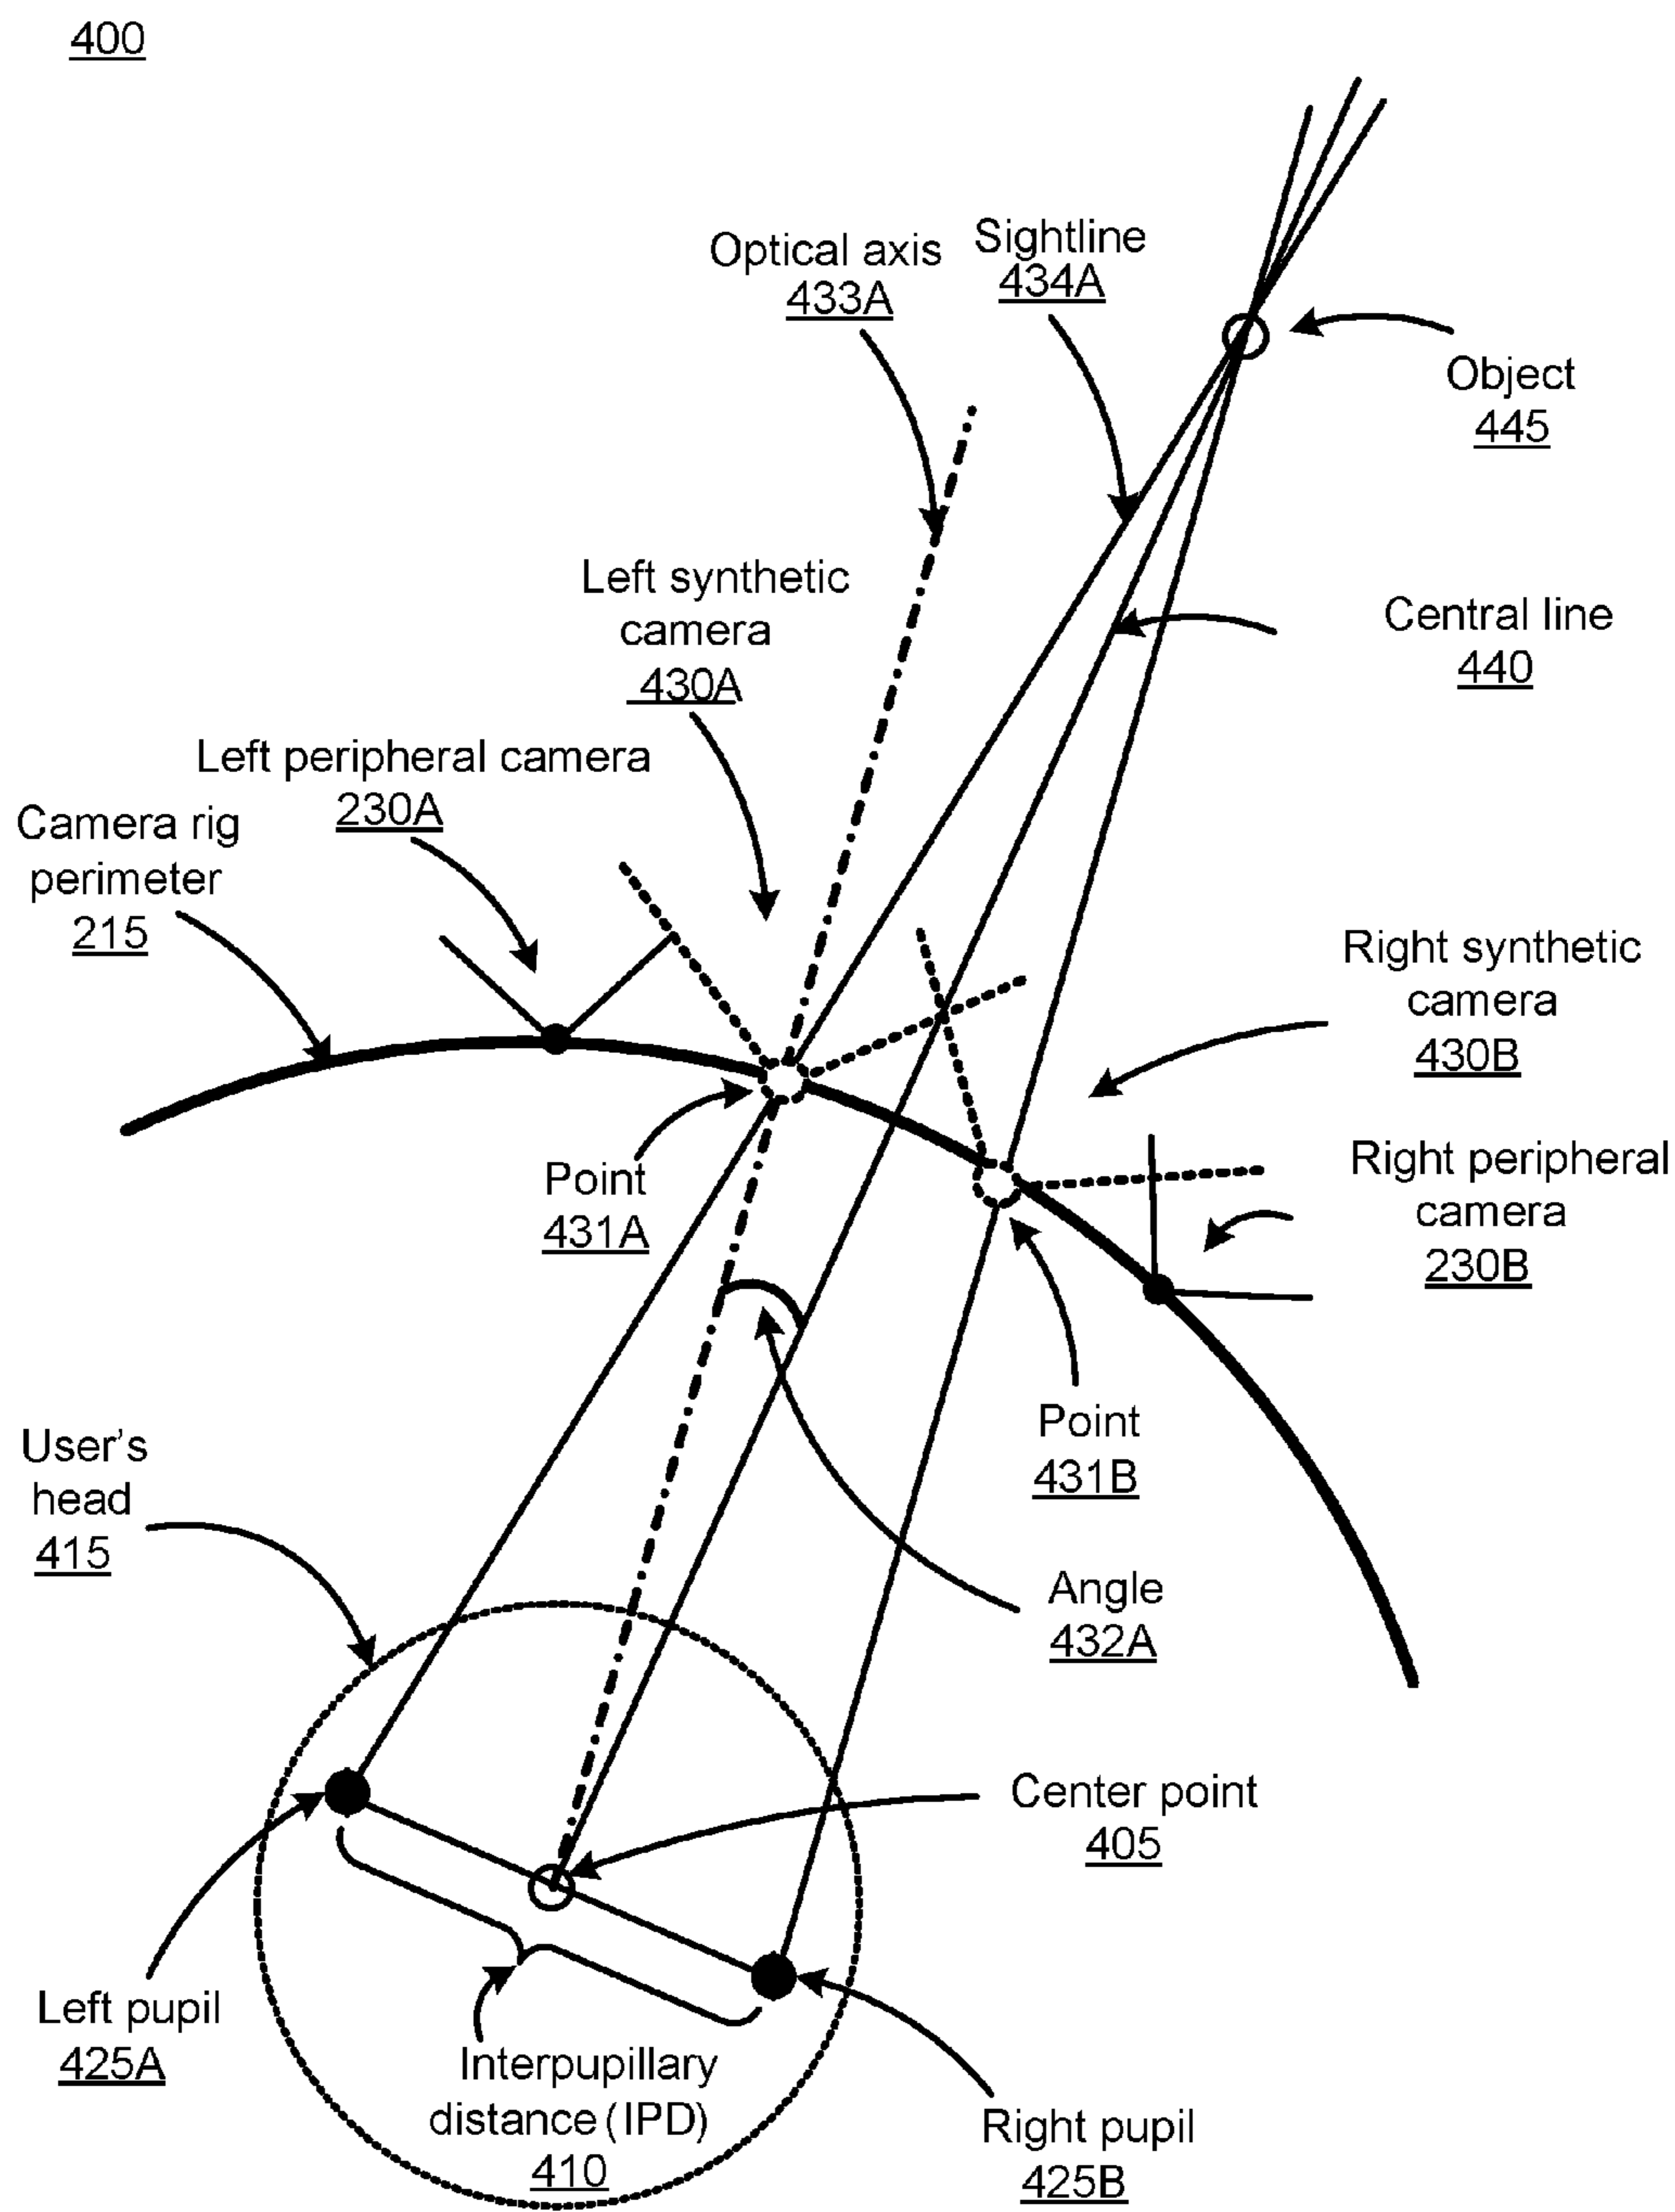 400
Optical axis
433A
Sightline
434A
Object
445
Left synthetic
camera
430A
Central line
440
Left peripheral camera
230A
Camera rig
perimeter
215
Right synthetic
camera
430B
Point
431A
Right peripheral
camera
230B
Point
431B
User's
head
415
Angle
432A
Center point
405
Left pupil
425A
Interpupillary
distance (IPD)
410
Right pupil
425B